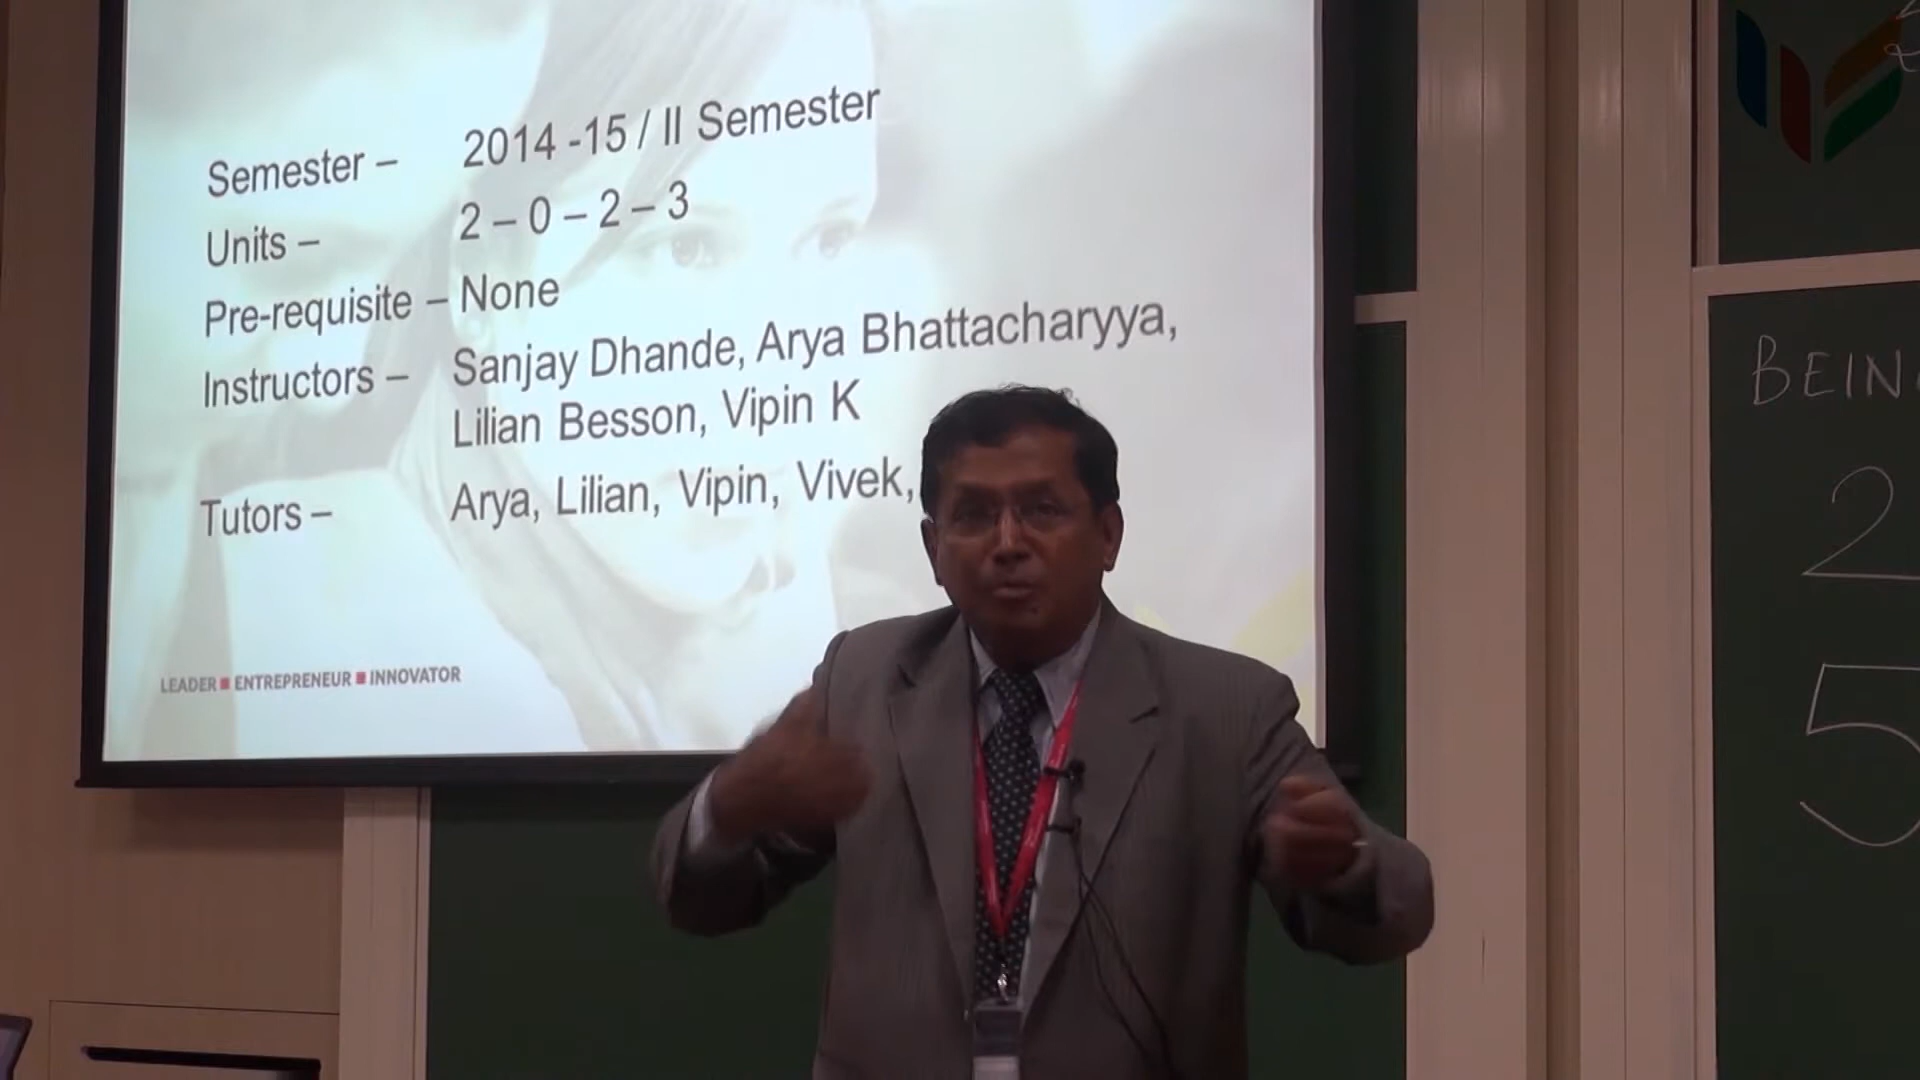 Semester – 2014 -15 / II Semester
Units – 2 – 0 – 2 – 3
Pre-requisite – None
Instructors – Sanjay Dhande, Arya Bhattacharyya,
Lilian Besson, Vipin K
Tutors – Arya, Lilian, Vipin, Vivek,
LEADER ■ ENTREPRENEUR ■ INNOVATOR
BEIN
2
5